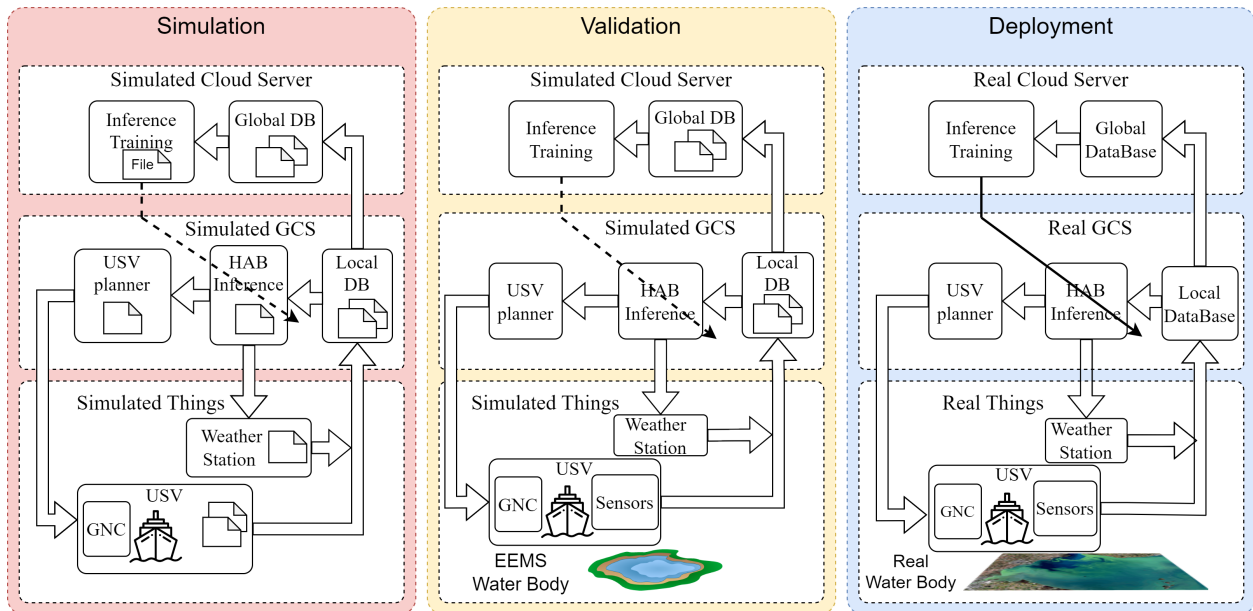 Simulation
Simulated Cloud Server
Inference
Training
File
Global DB
Simulated GCS
USV
planner
HAB
Inference
Local
DB
Simulated Things
Weather
Station
USV
GNC
Validation
Simulated Cloud Server
Inference
Training
Global DB
Simulated GCS
USV
planner
HAB
Inference
Local
DB
Simulated Things
Weather
Station
USV
GNC
Sensors
EEMS
Water Body
Deployment
Real Cloud Server
Inference
Training
Global
DataBase
Real GCS
USV
planner
HAB
Inference
Local
DataBase
Real Things
Weather
Station
USV
GNC
Sensors
Real
Water Body